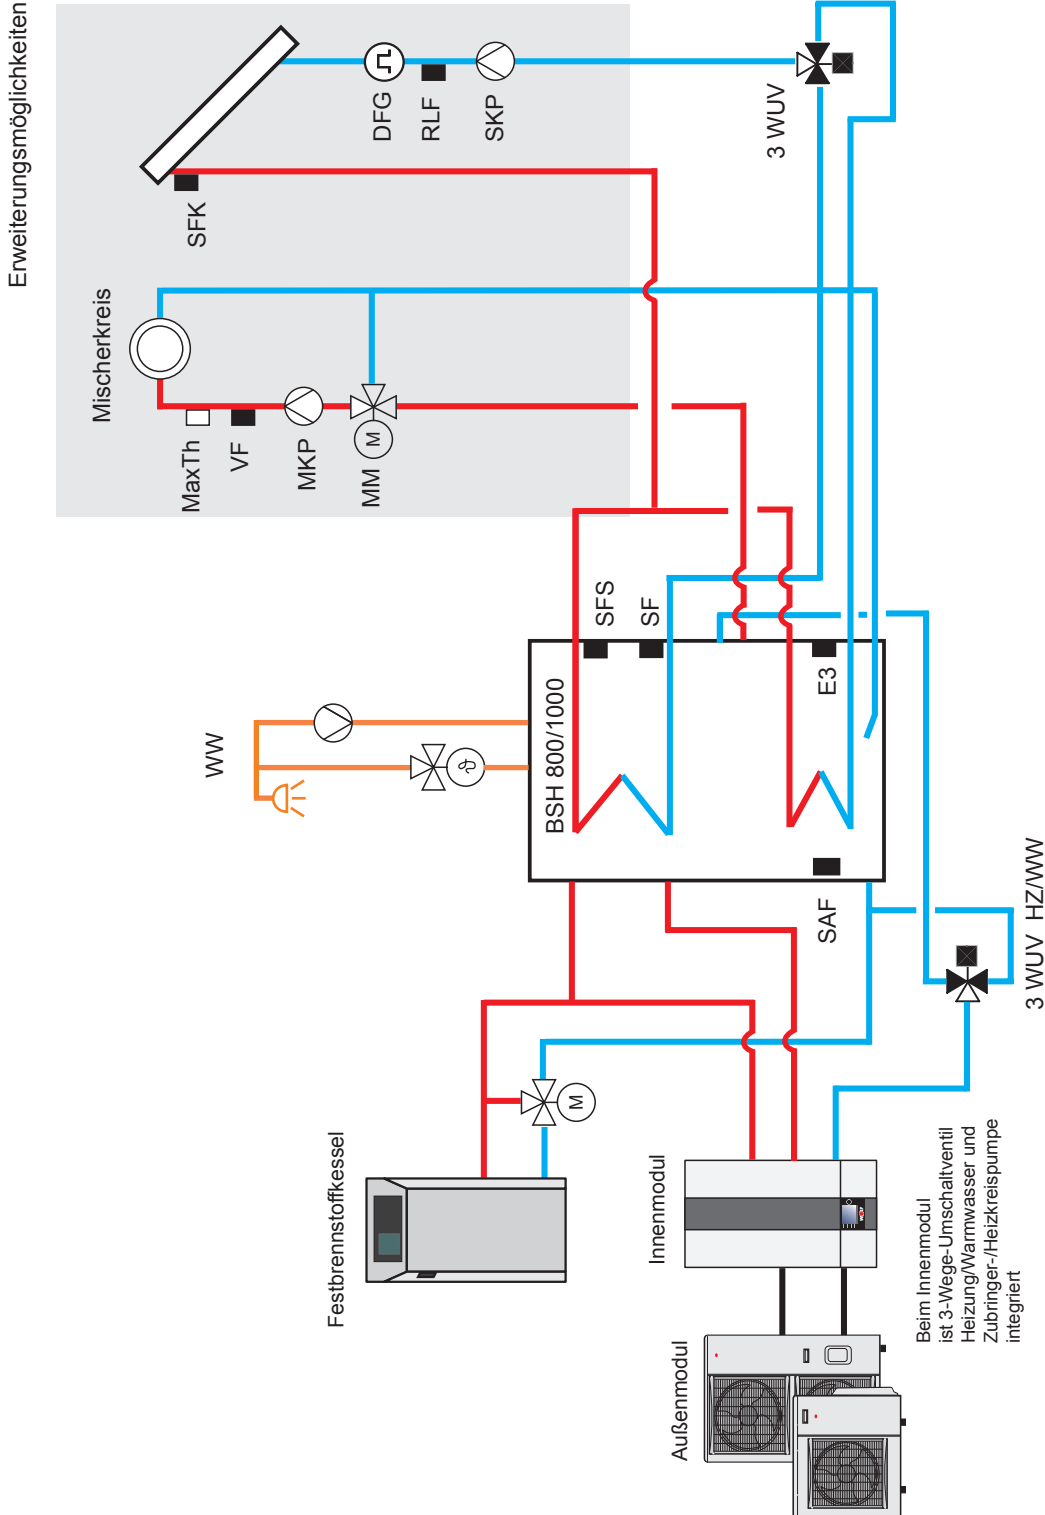 Erweiterungsmöglichkeiten
Mischerkreis
SFK
DFG
RLF
SKP
3 WUV
MaxTh
VF
MKP
MM
M
WW
ϑ
BSH 800/1000
SFS
SF
E3
SAF
3 WUV HZ/WW
Festbrennstoffkessel
M
Innenmodul
Außenmodul
Beim Innenmodul
ist 3-Wege-Umschaltventil
Heizung/Warmwasser und
Zubringer-/Heizkreispumpe
integriert